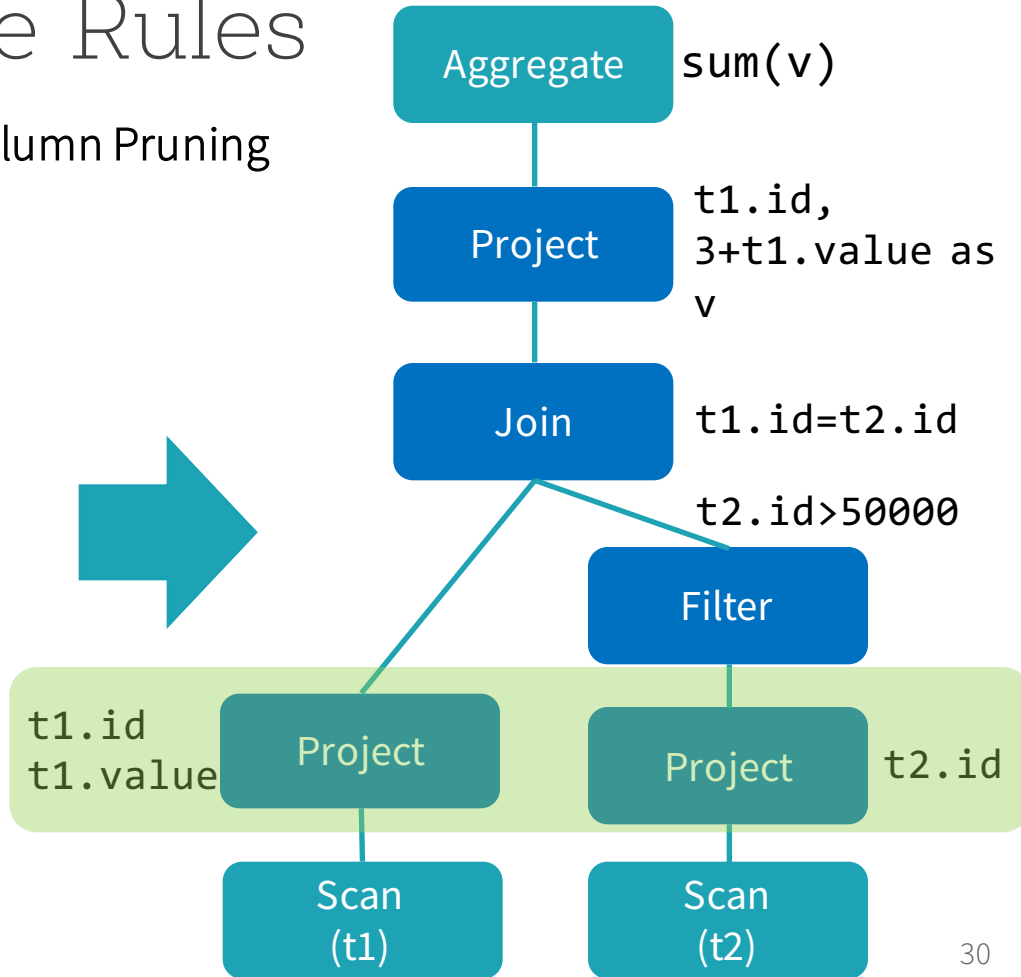 e Rules
lumn Pruning
Aggregate
sum(v)
Project
t1.id,
3+t1.value as
v
Join
t1.id=t2.id
t2.id>50000
Filter
t1.id
t1.value
Project
Project
t2.id
Scan
(t1)
Scan
(t2)
30